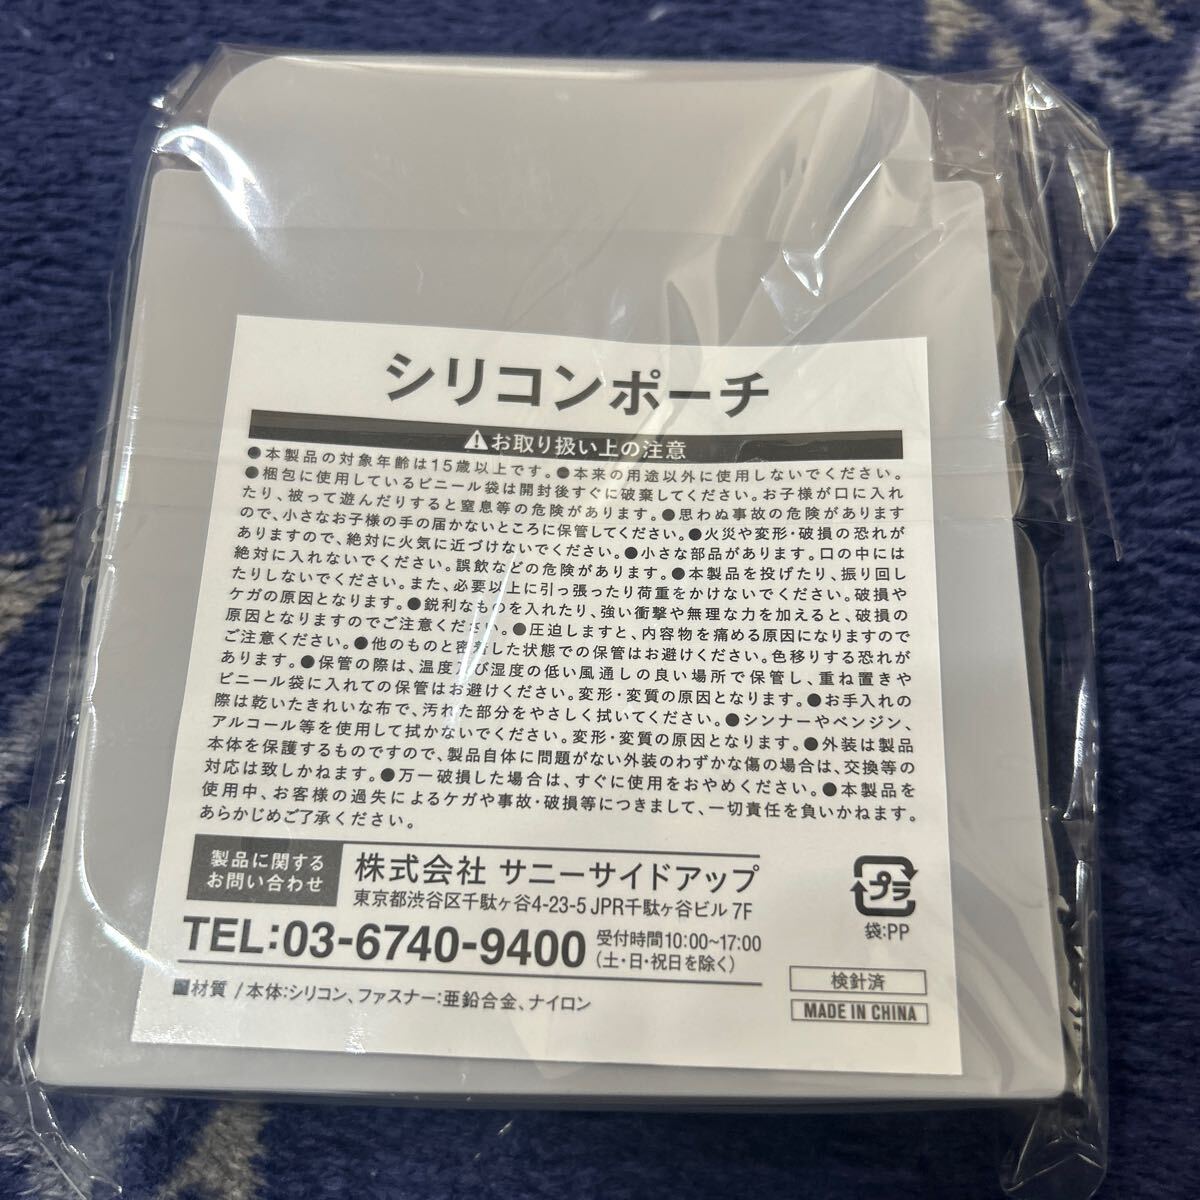 シリコンポーチ
⚠お取り扱い上の注意
●本製品の対象年齢は15歳以上です。●本来の用途以外に使用しないでください。
●梱包に使用しているビニール袋は開封後すぐに破棄してください。お子様が口に入れ
たり、被って遊んだりすると窒息等の危険があります。●思わぬ事故の危険があります
ので、小さなお子様の手の届かないところに保管してください。●火災や変形・破損の恐れが
ありますので、絶対に火気に近づけないでください。●小さな部品があります。口の中には
絶対に入れないでください。誤飲などの危険があります。●本製品を投げたり、振り回し
たりしないでください。また、必要以上に引っ張ったり荷重をかけないでください。破損や
ケガの原因となります。●鋭利なものを入れたり、強い衝撃や無理な力を加えると、破損の
原因となりますのでご注意ください。●圧迫しますと、内容物を痛める原因になりますので
ご注意ください。●他のものと密着した状態での保管はお避けください。色移りする恐れが
あります。●保管の際は、温度及び湿度の低い風通しの良い場所で保管し、重ね置きや
ビニール袋に入れての保管はお避けください。変形・変質の原因となります。●お手入れの
際は乾いたきれいな布で、汚れた部分をやさしく拭いてください。●シンナーやベンジン、
アルコール等を使用して拭かないでください。変形・変質の原因となります。●外装は製品
本体を保護するものですので、製品自体に問題がない外装のわずかな傷の場合は、交換等の
対応は致しかねます。●万一破損した場合は、すぐに使用をおやめください。●本製品を
使用中、お客様の過失によるケガや事故・破損等につきまして、一切責任を負いかねます。
あらかじめご了承ください。
製品に関する
お問い合わせ
株式会社 サニーサイドアップ
東京都渋谷区千駄ヶ谷4-23-5 JPR千駄ヶ谷ビル 7F
TEL:03-6740-9400
受付時間10:00~17:00
(土・日・祝日を除く)
■材質 / 本体:シリコン、ファスナー:亜鉛合金、ナイロン
プラ
袋:PP
検針済
MADE IN CHINA